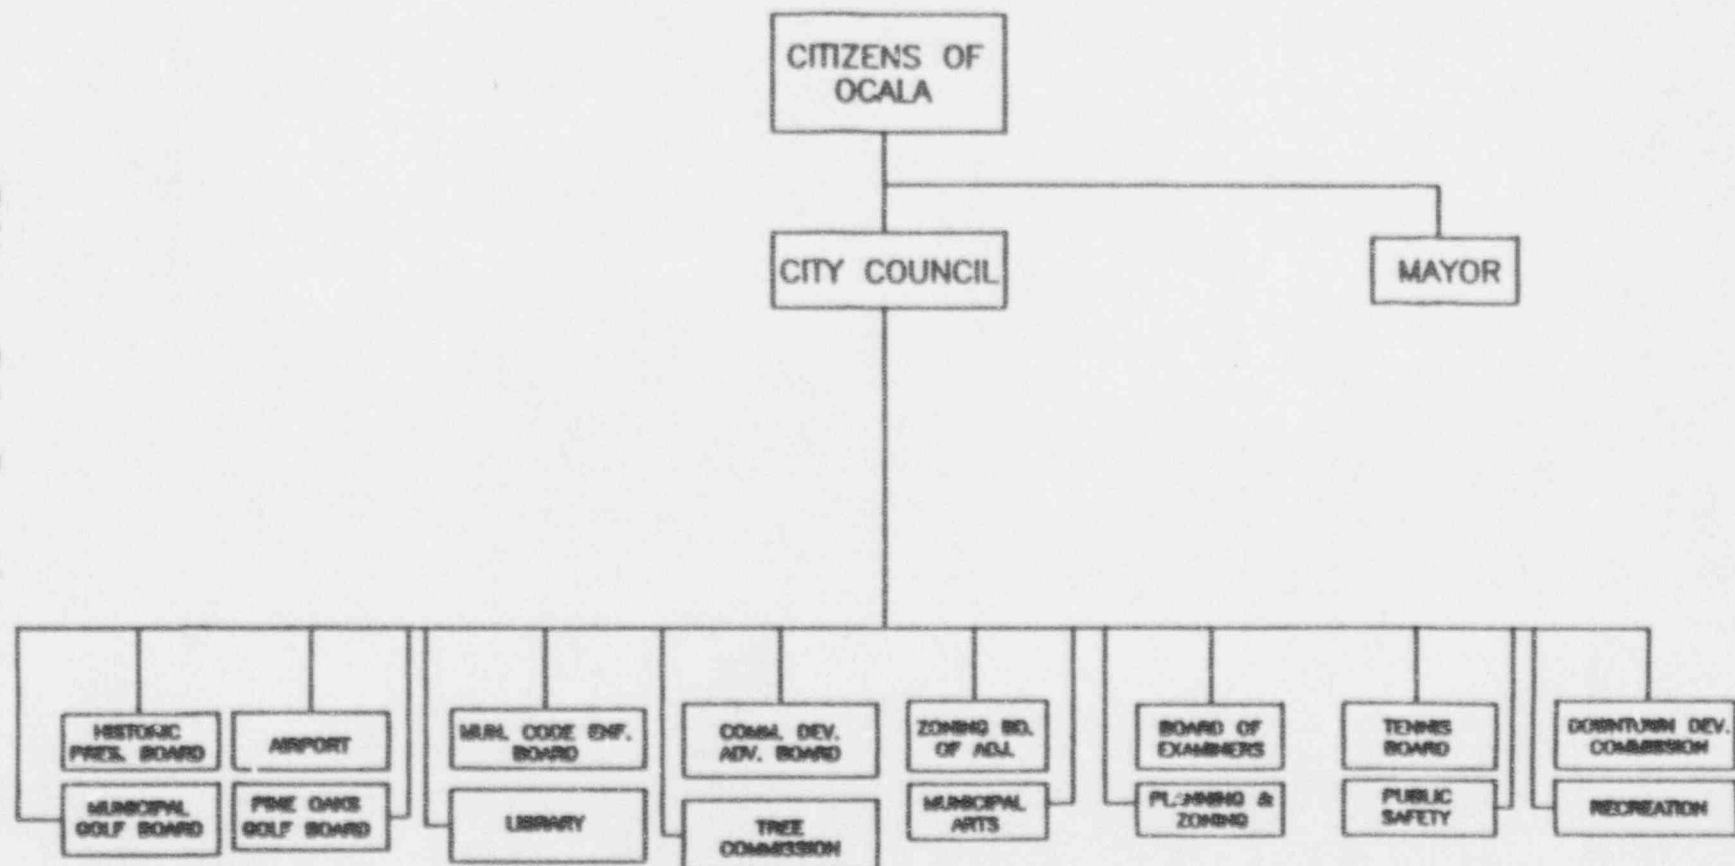 CITIZENS OF
OCALA
CITY COUNCIL
MAYOR
HISTORIC
PRES. BOARD
AIRPORT
MUN. CODE ENF.
BOARD
COMM. DEV.
ADV. BOARD
ZONING BD.
OF ADJ.
BOARD OF
EXAMINERS
TENNIS
BOARD
DOWNTOWN DEV.
COMMISSION
MUNICIPAL
GOLF BOARD
PINE OAKS
GOLF BOARD
LIBRARY
TREE
COMMISSION
MUNICIPAL
ARTS
PLANNING &
ZONING
PUBLIC
SAFETY
RECREATION